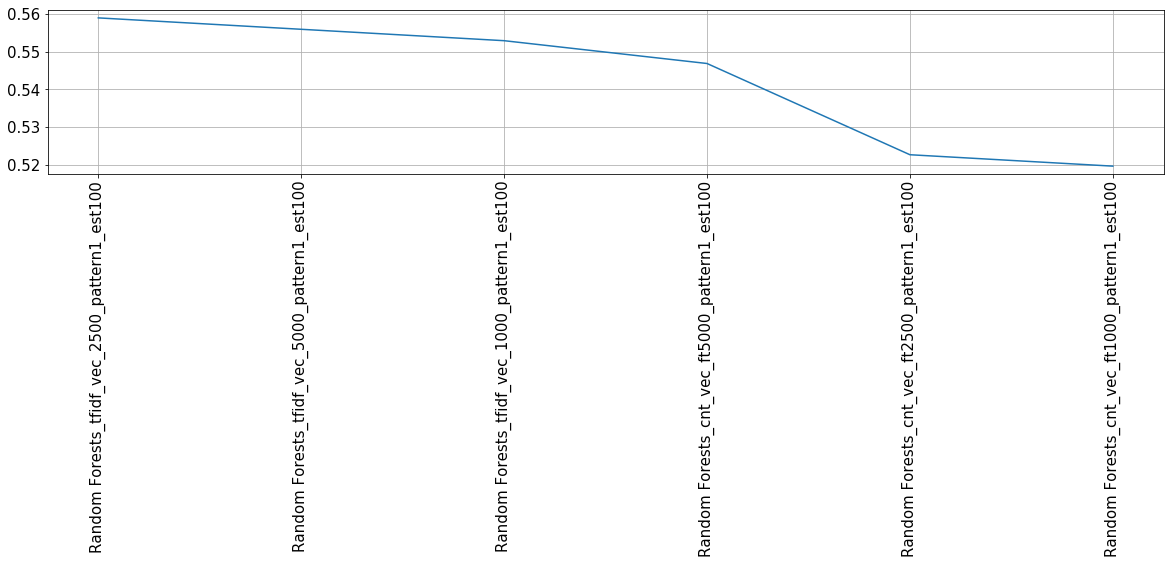 0.56
0.55
0.54
0.53
0.52
Random Forests_tfidf_vec_2500_pattern1_est100
Random Forests_tfidf_vec_5000_pattern1_est100
Random Forests_tfidf_vec_1000_pattern1_est100
Random Forests_cnt_vec_ft5000_pattern1_est100
Random Forests_cnt_vec_ft2500_pattern1_est100
Random Forests_cnt_vec_ft1000_pattern1_est100